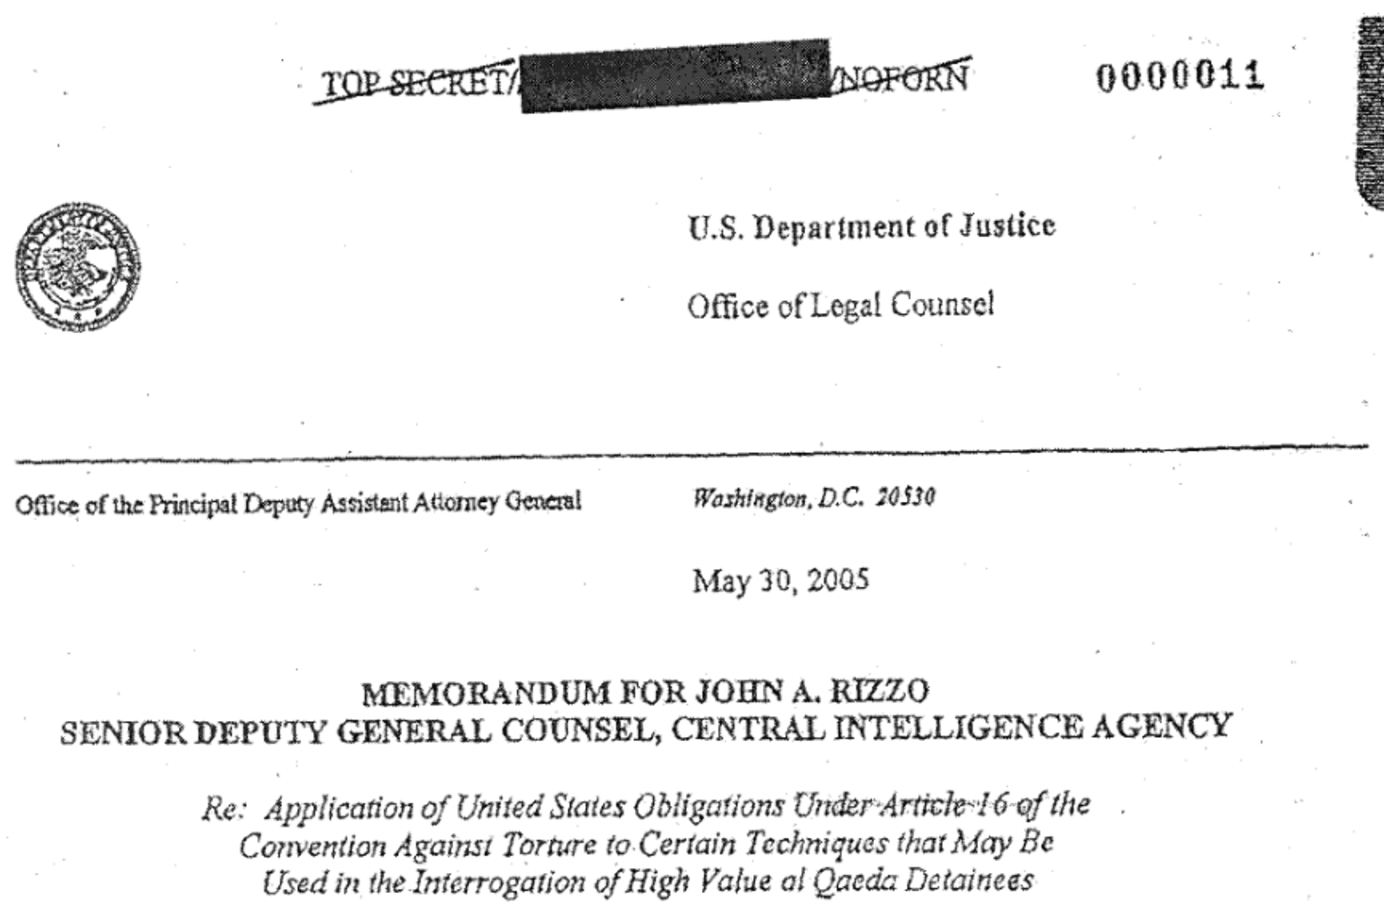 TOP SECRET/ /NOFORN 0000011
U.S. Department of Justice
Office of Legal Counsel
Office of the Principal Deputy Assistant Attorney General Washington, D.C. 20530
May 30, 2005
MEMORANDUM FOR JOHN A. RIZZO
SENIOR DEPUTY GENERAL COUNSEL, CENTRAL INTELLIGENCE AGENCY
Re: Application of United States Obligations Under Article 16 of the
Convention Against Torture to Certain Techniques that May Be
Used in the Interrogation of High Value al Qaeda Detainees